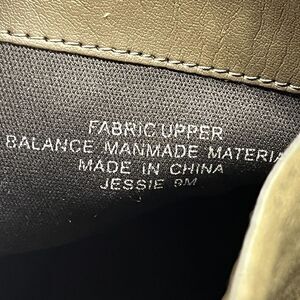 FABRIC UPPER
BALANCE MANMADE MATERIA
MADE IN CHINA
JESSIE 9M